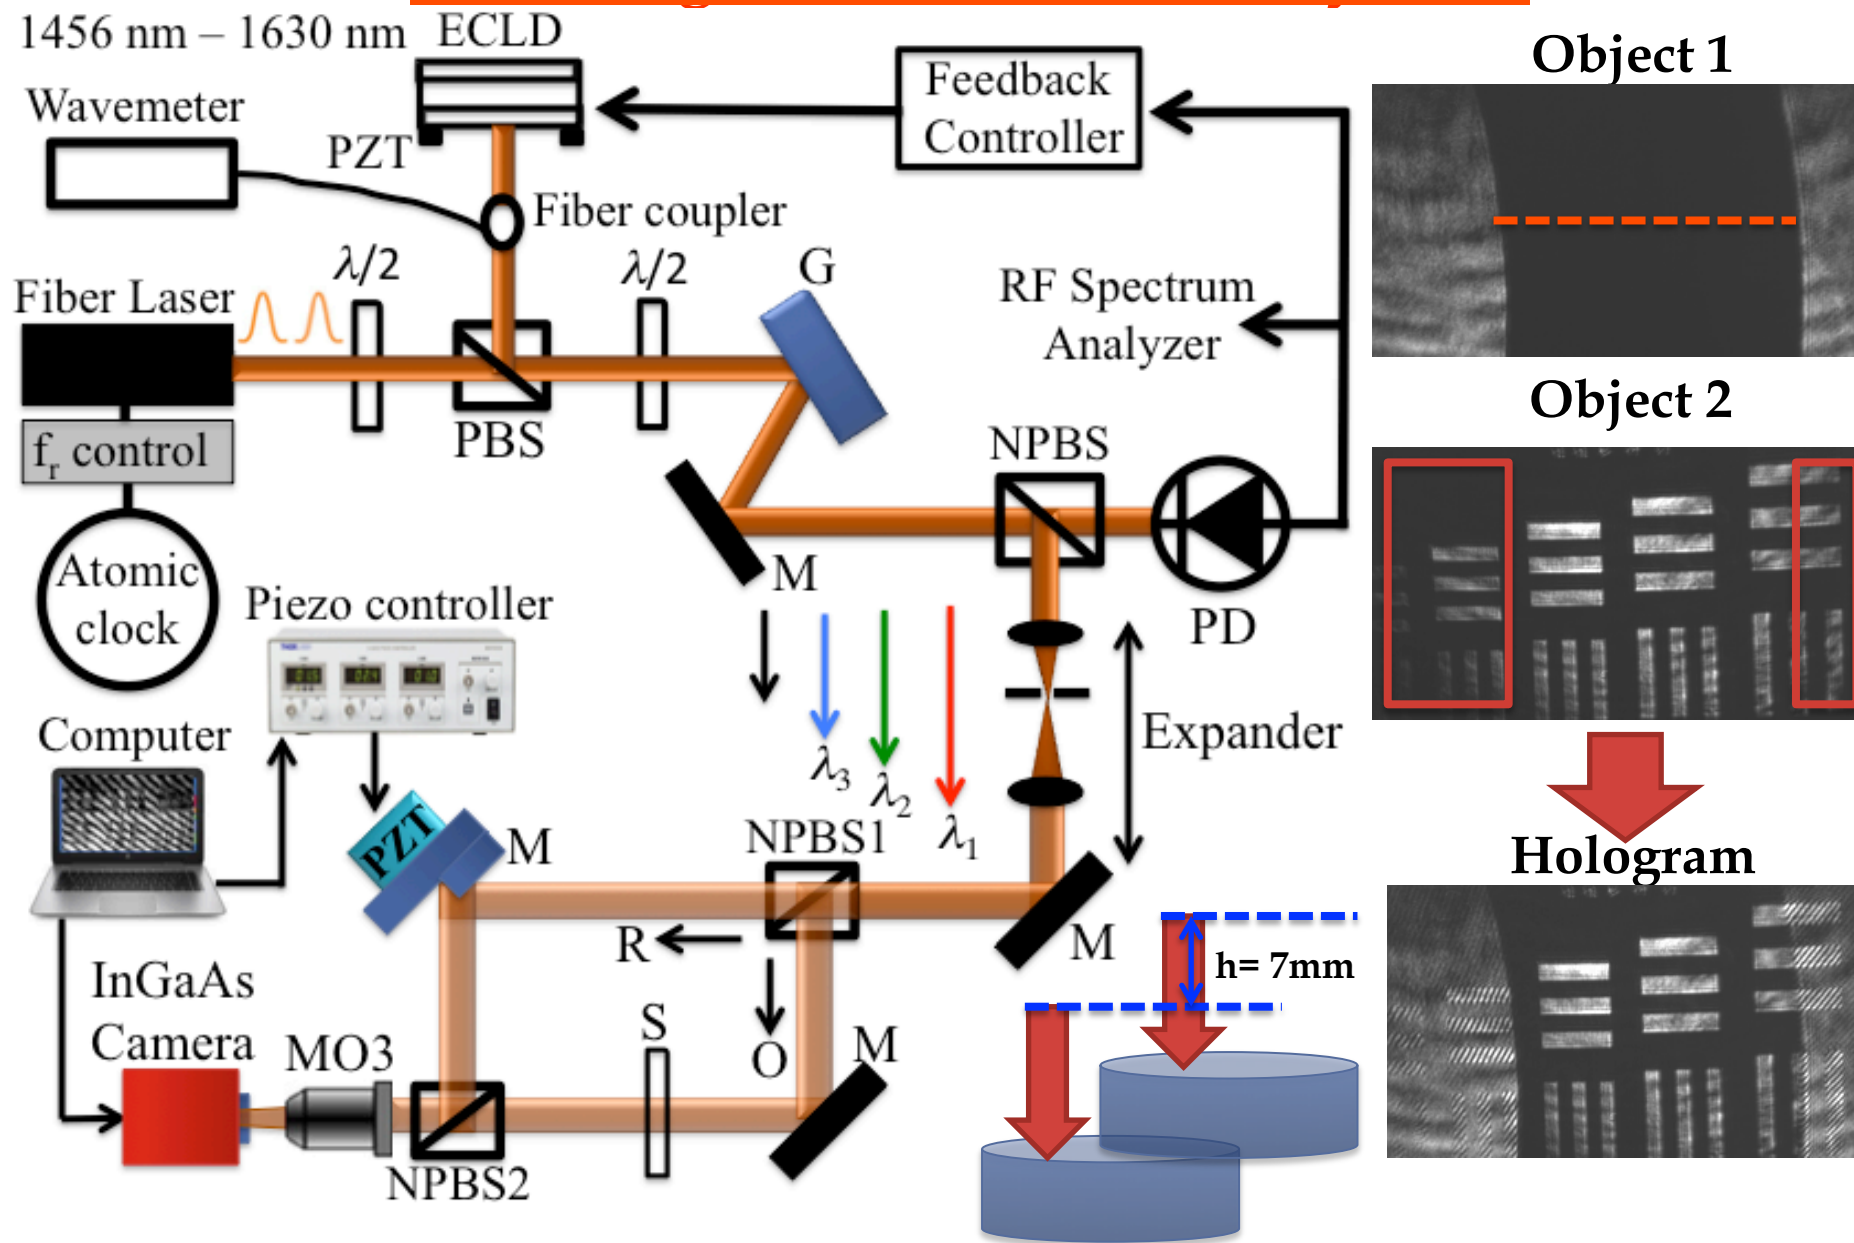 1456 nm – 1630 nm
ECLD
Wavemeter
PZT
Feedback
Controller
Object 1
Fiber coupler
λ/2
λ/2
G
Fiber Laser
RF Spectrum
Analyzer
PBS
NPBS
Object 2
fr control
M
PD
Atomic
clock
Piezo controller
Computer
λ3
λ2
λ1
Expander
PZT
M
NPBS1
Hologram
R
M
h= 7mm
InGaAs
Camera
MO3
S
O
M
NPBS2